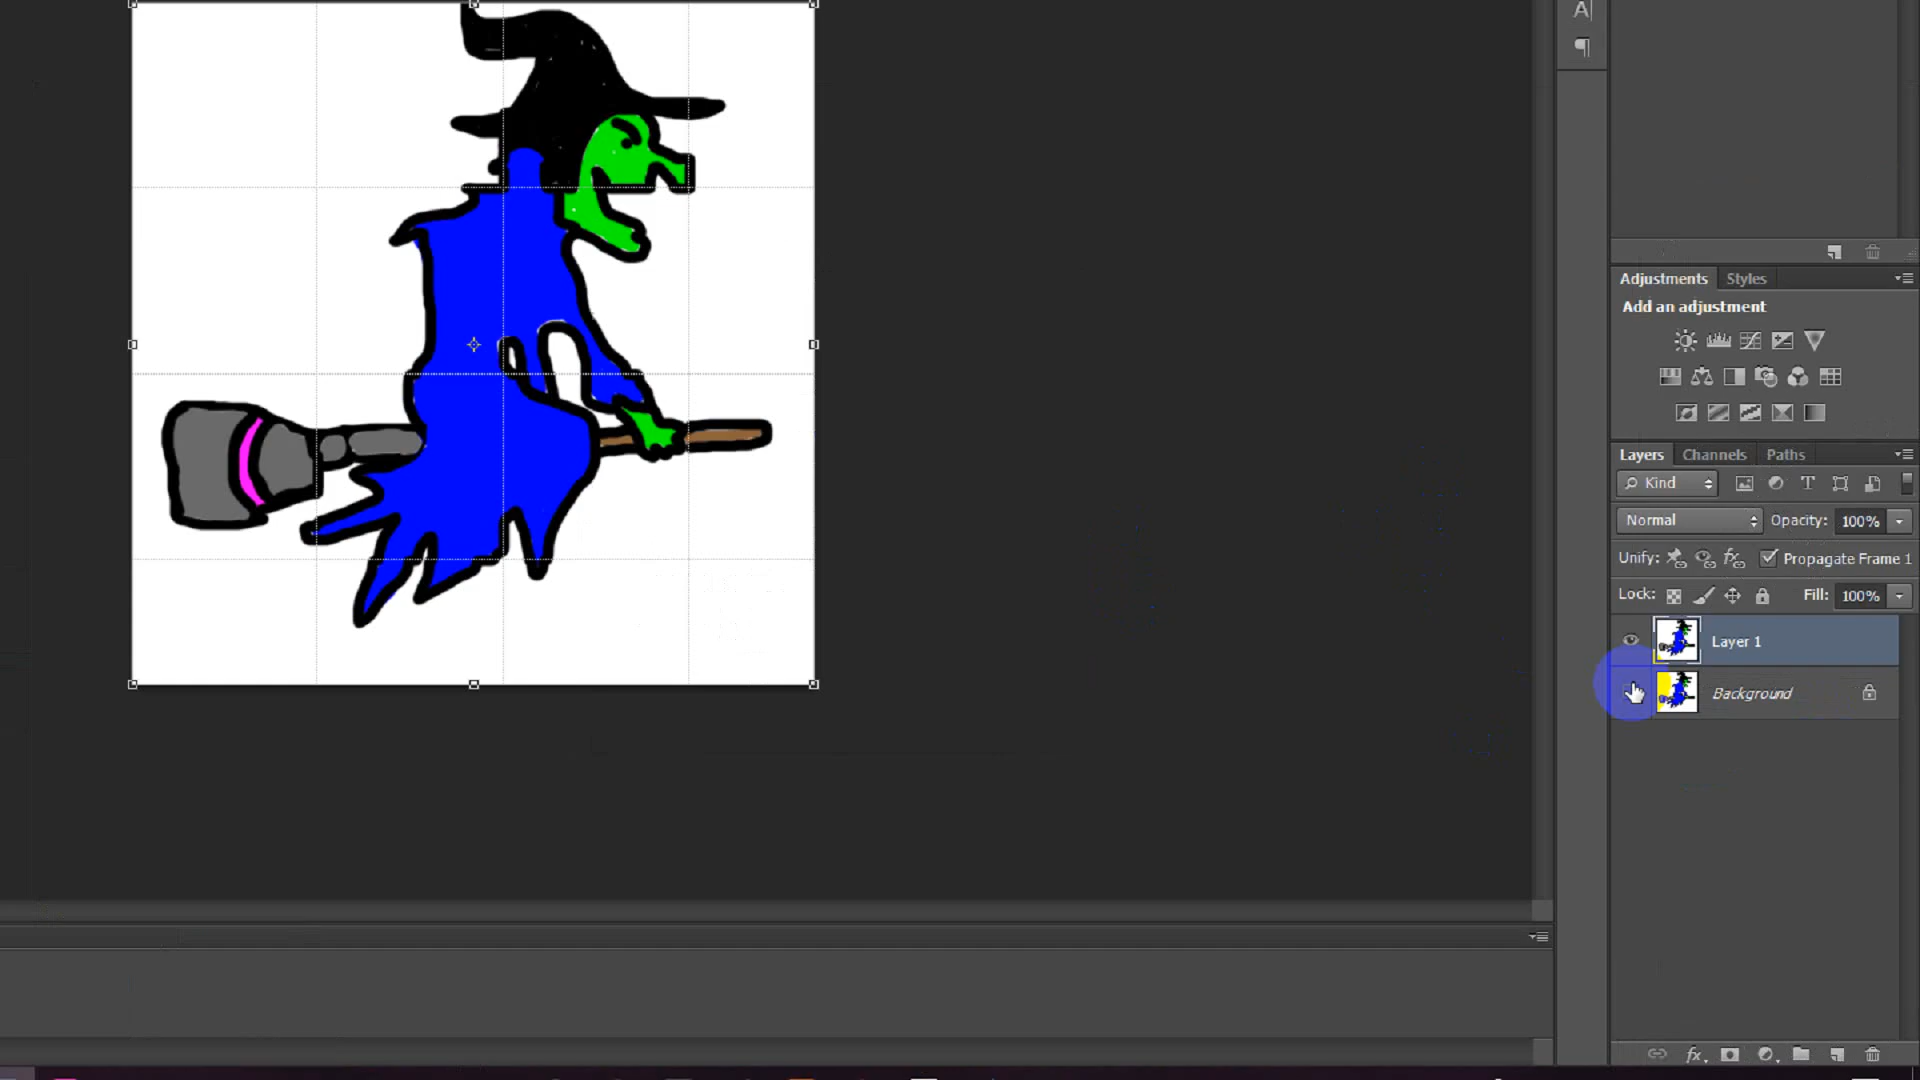 A|
Adjustments Styles
Add an adjustment
Layers Channels Paths
Kind
Normal Opacity: 100%
Unify: Propagate Frame 1
Lock: Fill: 100%
Layer 1
Background